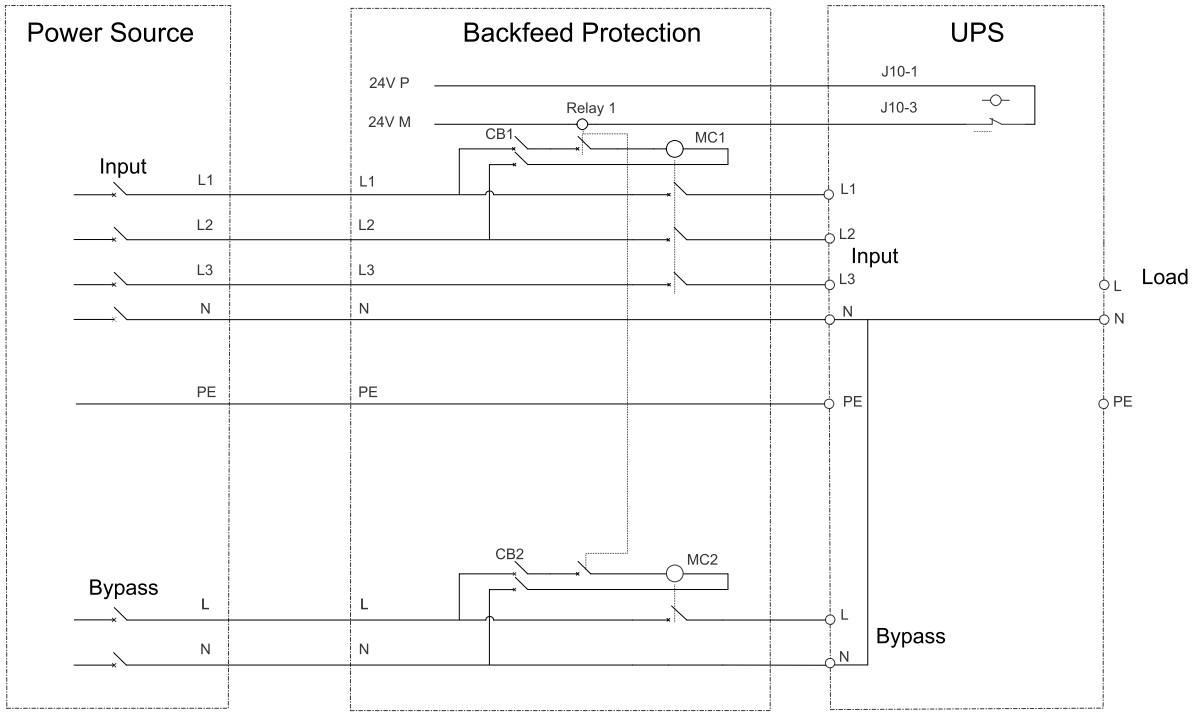 Power Source
Backfeed Protection
UPS
24V P
J10-1
24V M
Relay 1
J10-3
CB1
MC1
Input
L1
L1
L1
L2
L2
L2
Input
L3
L3
L3
L
Load
N
N
N
N
PE
PE
PE
PE
CB2
MC2
Bypass
L
L
L
Bypass
N
N
N